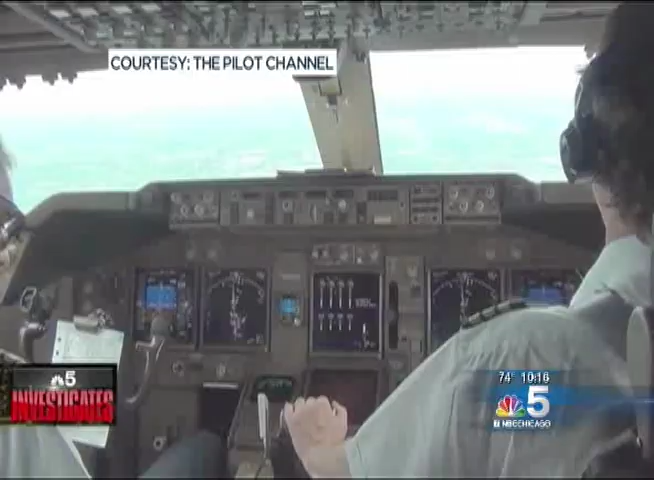 COURTESY: THE PILOT CHANNEL
5
INVESTIGATES
74° 10:16
5
NBCCHICAGO